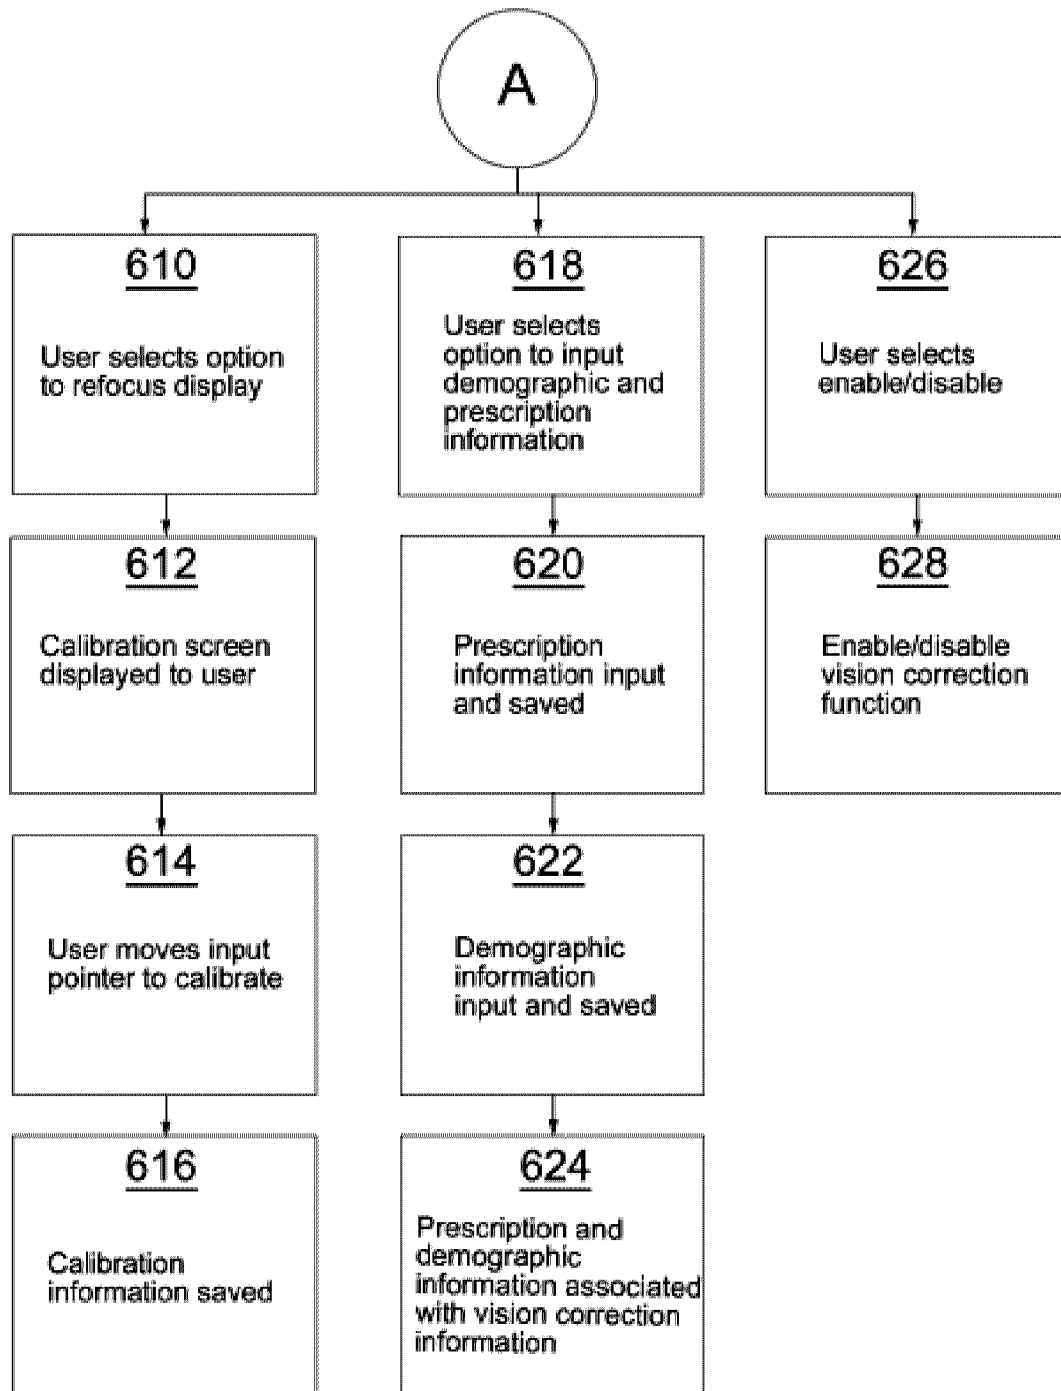 A
610
User selects option
to refocus display
612
Calibration screen
displayed to user
614
User moves input
pointer to calibrate
616
Calibration
information saved
618
User selects
option to input
demographic and
prescription
information
620
Prescription
information input
and saved
622
Demographic
information
input and saved
624
Prescription and
demographic
information associated
with vision correction
information
626
User selects
enable/disable
628
Enable/disable
vision correction
function